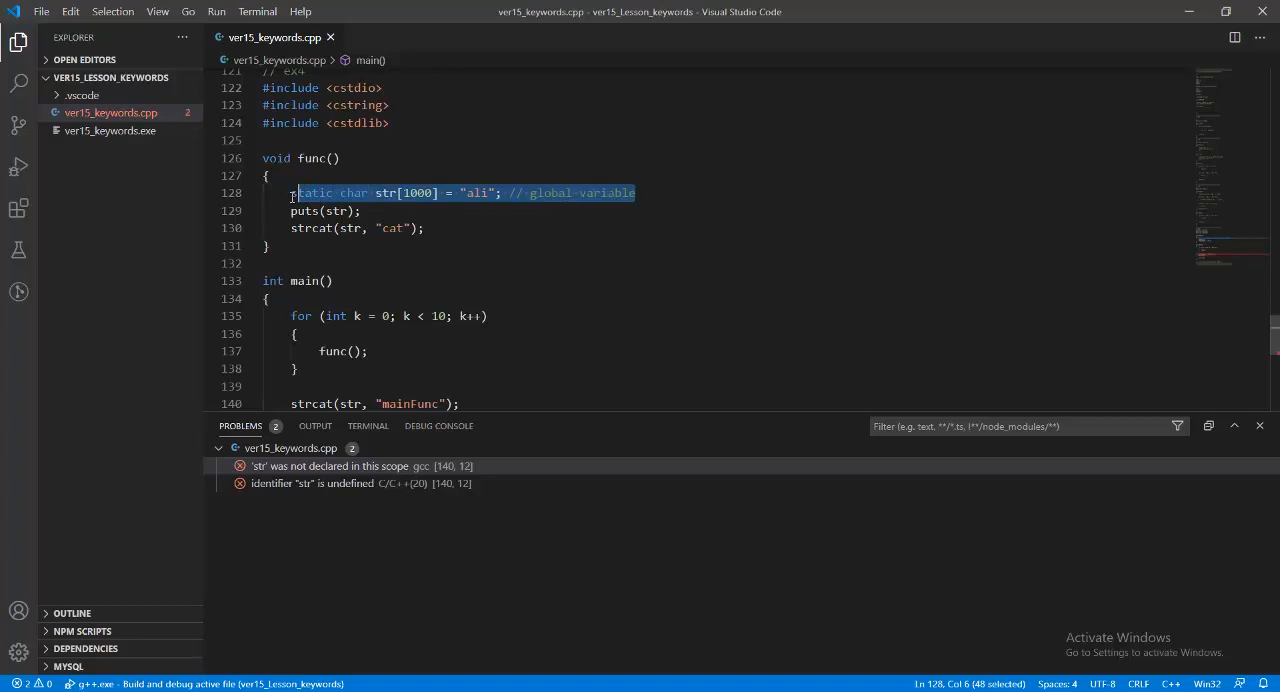 File Edit Selection View Go Run Terminal Help
ver15_keywords.cpp - ver15_Lesson_keywords - Visual Studio Code
EXPLORER
OPEN EDITORS
VER15_LESSON_KEYWORDS
.vscode
ver15_keywords.cpp 2
ver15_keywords.exe
OUTLINE
NPM SCRIPTS
DEPENDENCIES
MYSQL
ver15_keywords.cpp
ver15_keywords.cpp > main()
121 // ex4
122 #include <cstdio>
123 #include <cstring>
124 #include <cstdlib>
125
126 void func()
127 {
128 static char str[1000] = "ali"; // global variable
129 puts(str);
130 strcat(str, "cat");
131 }
132
133 int main()
134 {
135 for (int k = 0; k < 10; k++)
136 {
137 func();
138 }
139
140 strcat(str, "mainFunc");
PROBLEMS 2 OUTPUT TERMINAL DEBUG CONSOLE
Filter (e.g. text, **/*.ts, !**/node_modules/**)
ver15_keywords.cpp 2
'str' was not declared in this scope gcc [140, 12]
identifier "str" is undefined C/C++(20) [140, 12]
Activate Windows
Go to Settings to activate Windows.
2 0 g++.exe - Build and debug active file (ver15_Lesson_keywords)
Ln 128, Col 6 (48 selected) Spaces: 4 UTF-8 CRLF C++ Win32